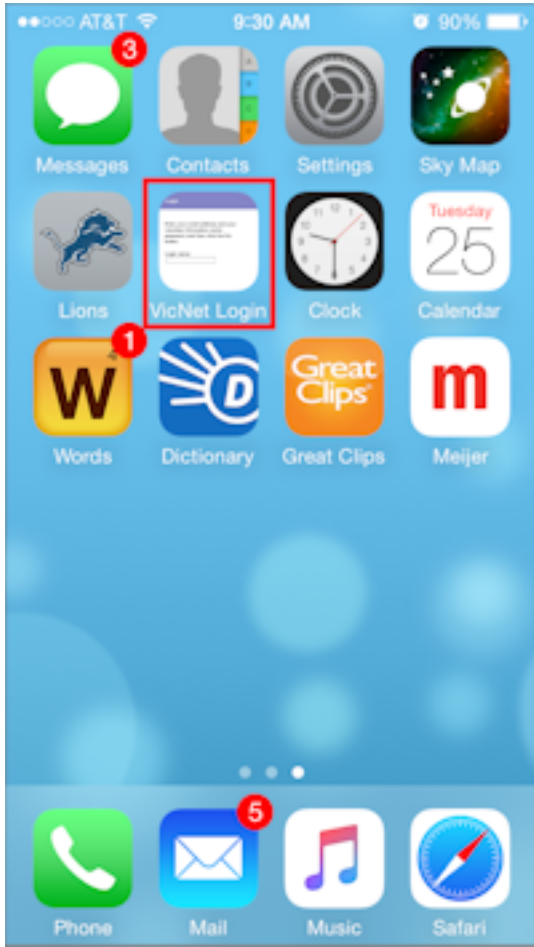 AT&T 9:30 AM 90%
3
Messages Contacts Settings Sky Map
Login
Tuesday
25
Lions VicNet Login Clock Calendar
1
W D Great Clips m
Words Dictionary Great Clips Meijer
5
Phone Mail Music Safari